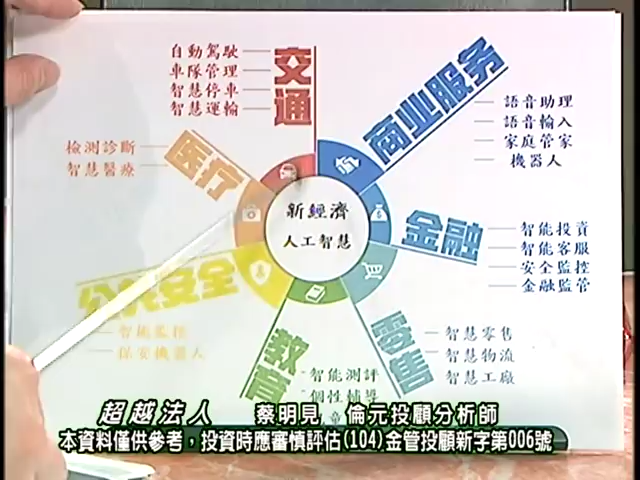 交通
自動駕駛
車隊管理
智慧停車
智慧運輸
商业服务
語音助理
語音輸入
家庭管家
機器人
医疗
檢測診斷
智慧醫療
新經濟
人工智慧
金融
智能投資
智能客服
安全監控
金融監管
公共安全
智能監控
保安機器人
教育
智能測評
個性輔導
零售
智慧零售
智慧物流
智慧工廠
超越法人 蔡明見 倫元投顧分析師
本資料僅供參考，投資時應審慎評估(104)金管投顧新字第006號